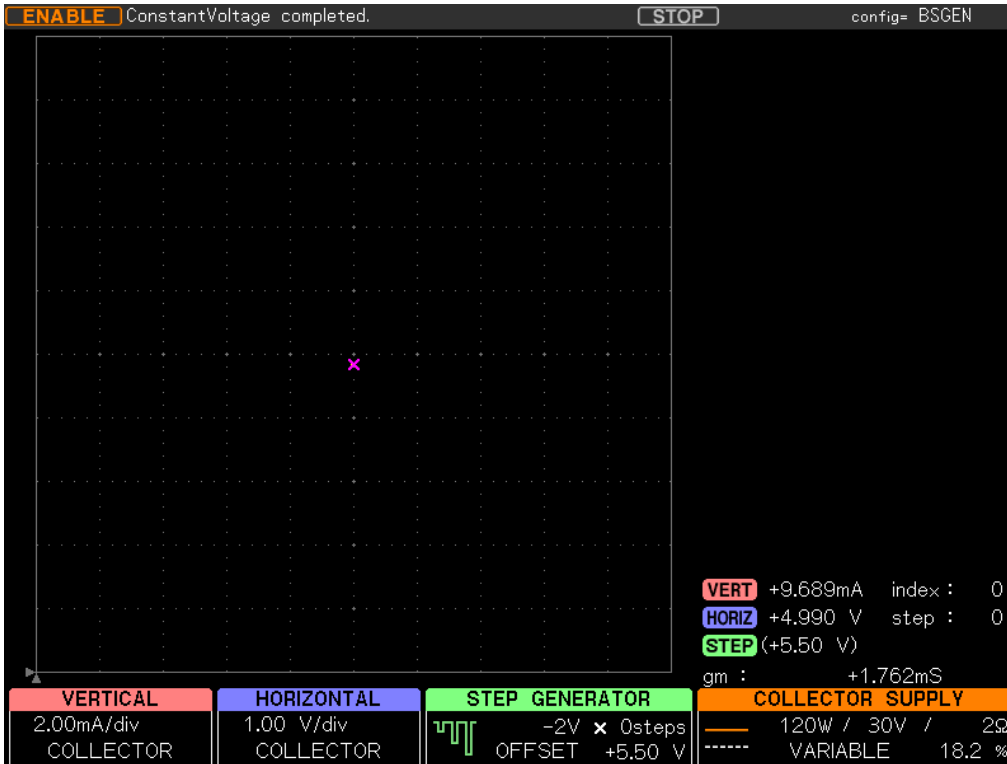 ENABLE ConstantVoltage completed. STOP config= BSGEN
VERT +9.689mA index : 0
HORIZ +4.990 V step : 0
STEP (+5.50 V)
gm : +1.762mS
VERTICAL HORIZONTAL STEP GENERATOR COLLECTOR SUPPLY
2.00mA/div 1.00 V/div -2V × 0steps 120W / 30V / 2Ω
COLLECTOR COLLECTOR OFFSET +5.50 V VARIABLE 18.2 %